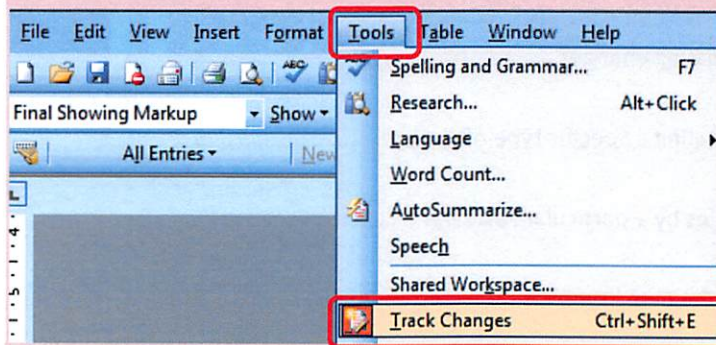 File Edit View Insert Format Tools Table Window Help
Spelling and Grammar... F7
Final Showing Markup Show
Research... Alt+Click
All Entries New
Language
Word Count...
AutoSummarize...
Speech
Shared Workspace...
Track Changes Ctrl+Shift+E